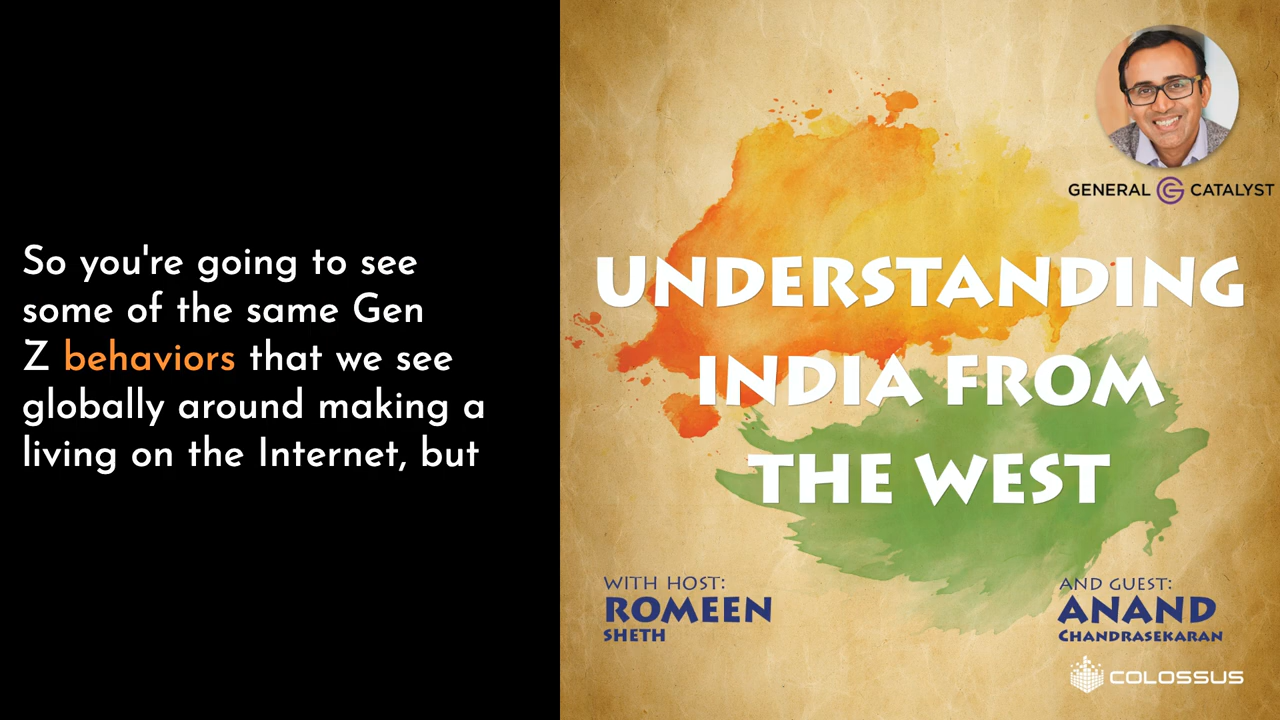 So you're going to see
some of the same Gen
Z behaviors that we see
globally around making a
living on the Internet, but
GENERAL CATALYST
UNDERSTANDING
INDIA FROM
THE WEST
WITH HOST:
ROMEEN
SHETH
AND GUEST:
ANAND
CHANDRASEKARAN
COLOSSUS